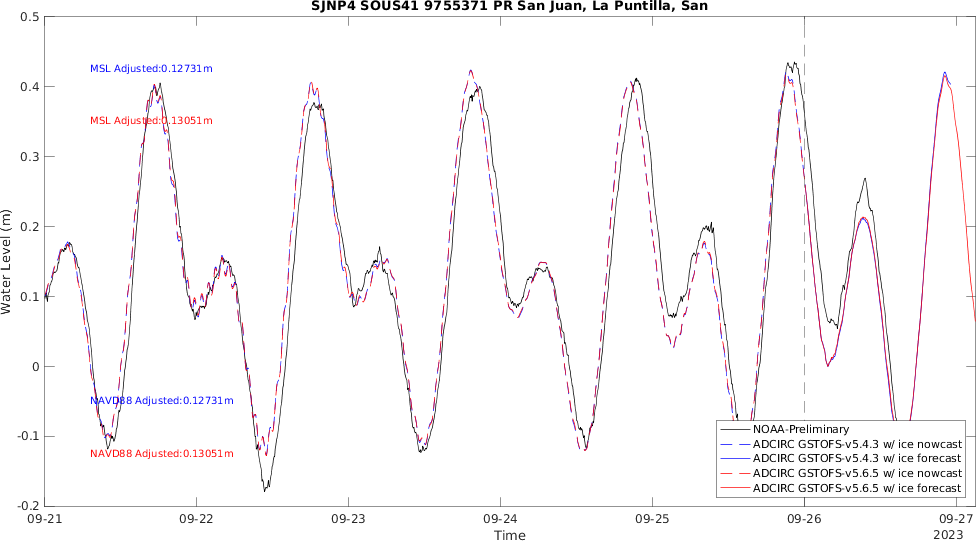 SJNP4 SOUS41 9755371 PR San Juan, La Puntilla, San
0.5
0.4
0.3
0.2
0.1
0
-0.1
-0.2
Water Level (m)
MSL Adjusted:0.12731m
MSL Adjusted:0.13051m
NAVD88 Adjusted:0.12731m
NAVD88 Adjusted:0.13051m
NOAA-Preliminary
ADCIRC GSTOFS-v5.4.3 w/ ice nowcast
ADCIRC GSTOFS-v5.4.3 w/ ice forecast
ADCIRC GSTOFS-v5.6.5 w/ ice nowcast
ADCIRC GSTOFS-v5.6.5 w/ ice forecast
09-21 09-22 09-23 09-24 09-25 09-26 09-27
2023
Time